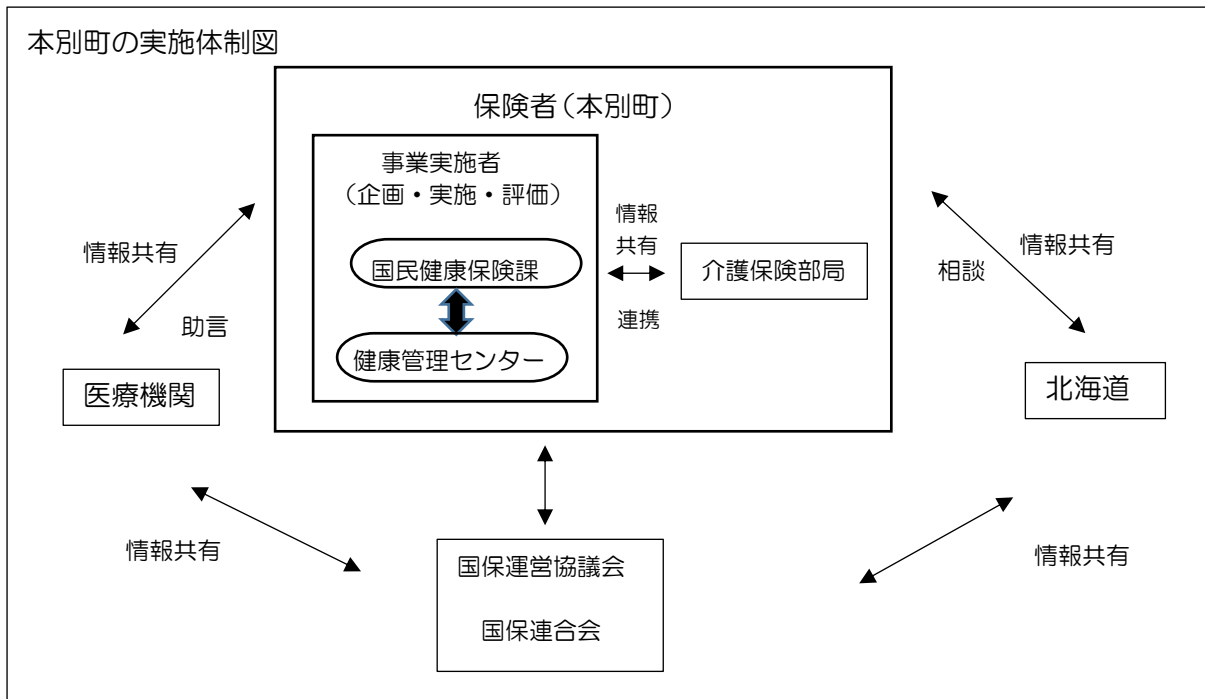 本別町の実施体制図
保険者（本別町）
事業実施者
（企画・実施・評価）
国民健康保険課
健康管理センター
情報
共有
連携
介護保険部局
情報共有
助言
医療機関
情報共有
相談
北海道
情報共有
国保運営協議会
国保連合会
情報共有